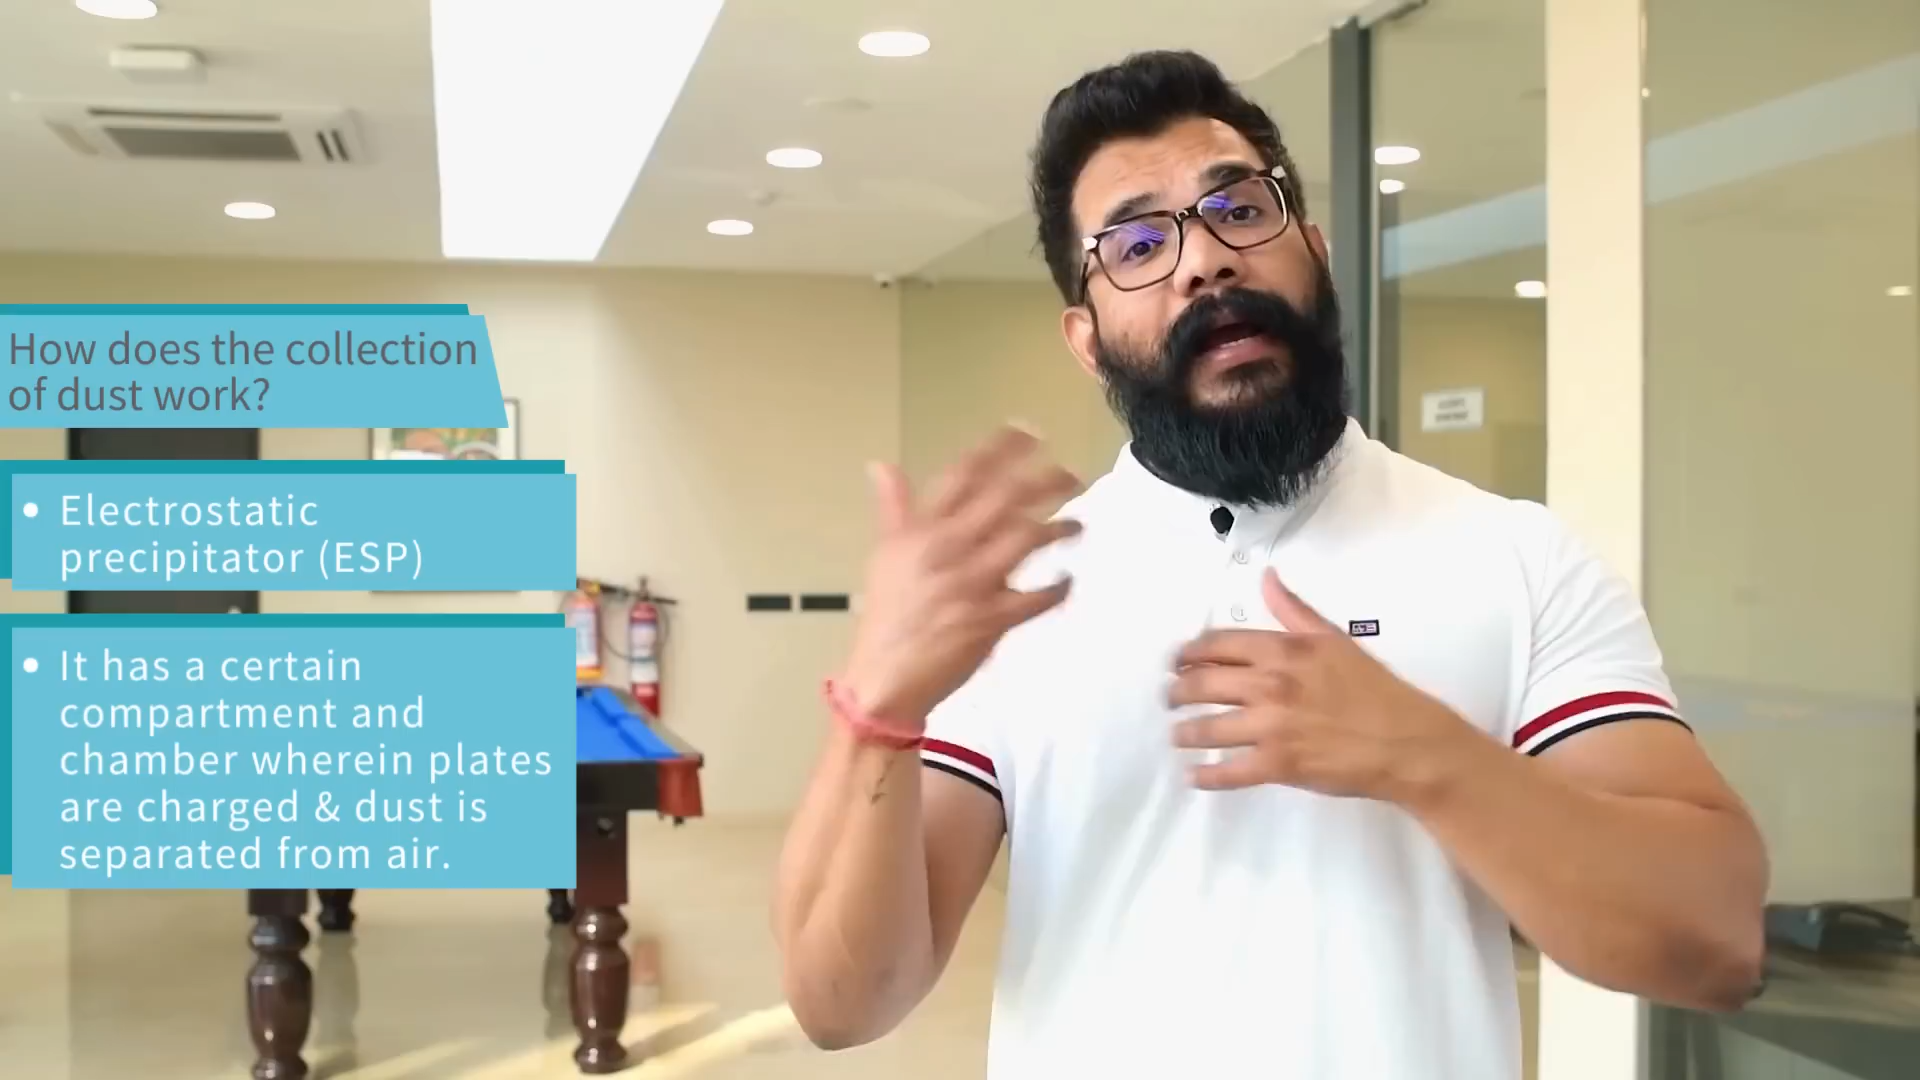 How does the collection
of dust work?
• Electrostatic
precipitator (ESP)
• It has a certain
compartment and
chamber wherein plates
are charged & dust is
separated from air.